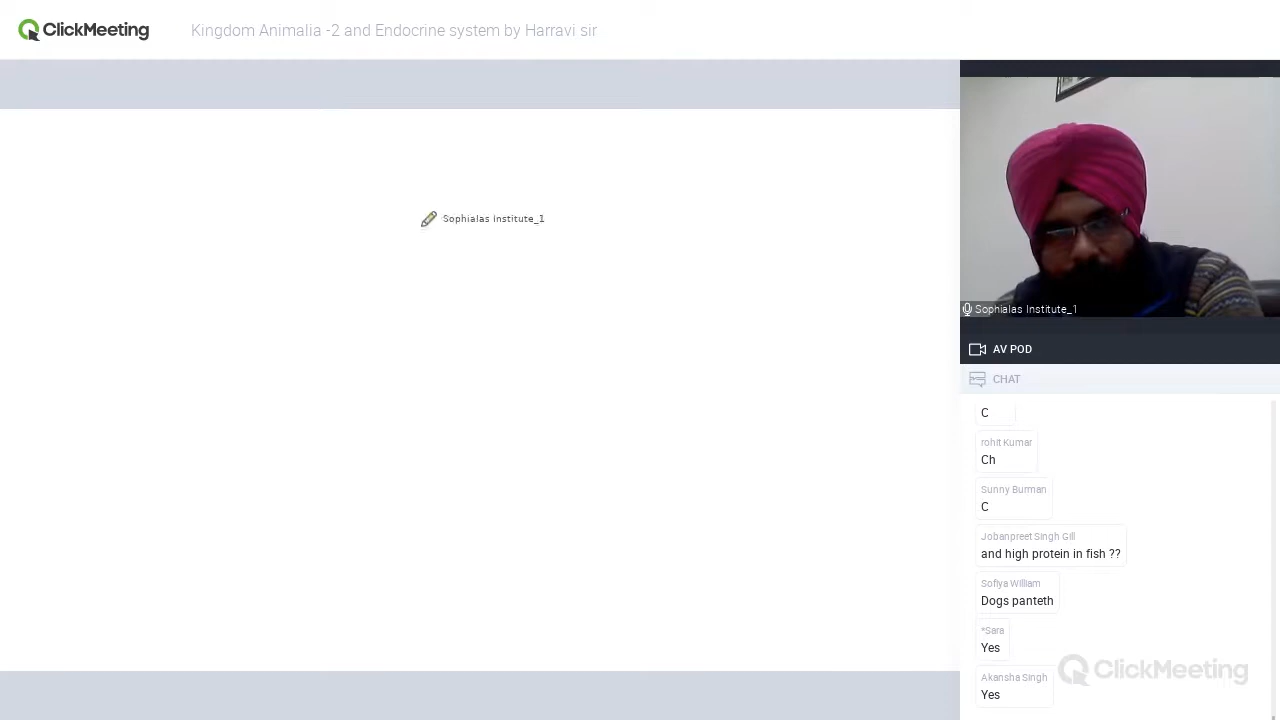 ClickMeeting
Kingdom Animalia -2 and Endocrine system by Harravi sir
Sophialas Institute_1
Sophialas Institute_1
AV POD
CHAT
C
rohit Kumar
Ch
Sunny Burman
C
Jobanpreet Singh Gill
and high protein in fish ??
Sofiya William
Dogs panteth
*Sara
Yes
ClickMeeting
Akansha Singh
Yes